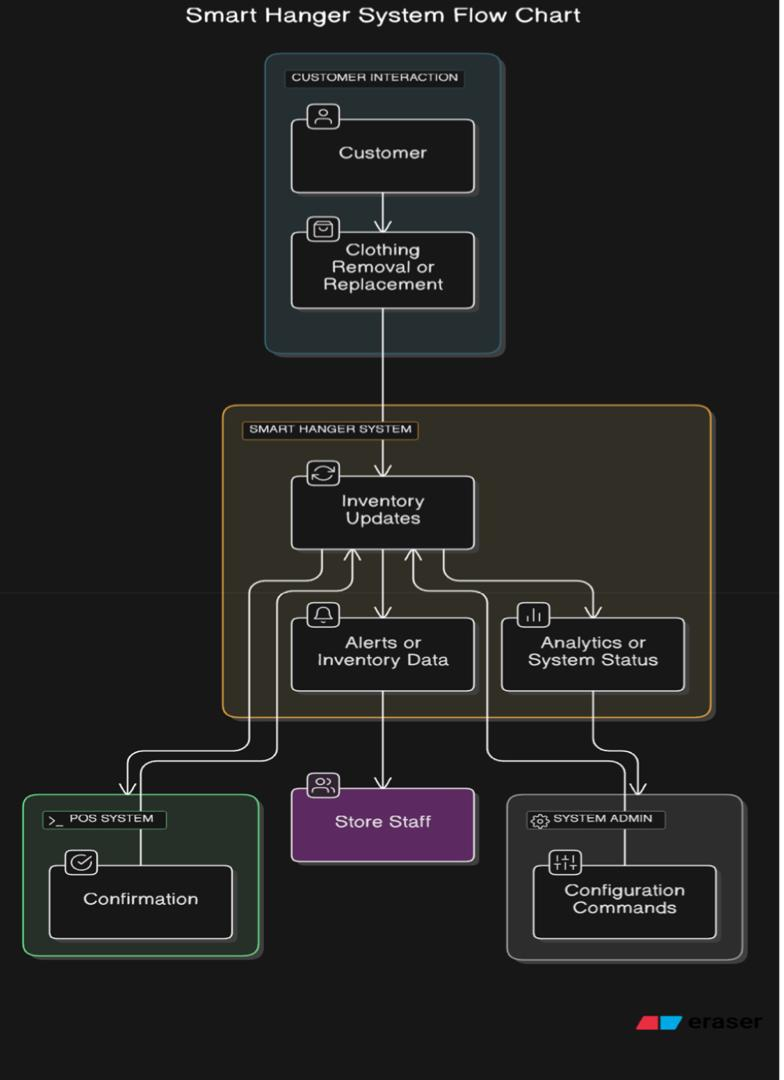 Smart Hanger System Flow Chart
CUSTOMER INTERACTION
Customer
Clothing
Removal or
Replacement
SMART HANGER SYSTEM
Inventory
Updates
Alerts or
Inventory Data
Analytics or
System Status
>_ POS SYSTEM
Confirmation
Store Staff
SYSTEM ADMIN
Configuration
Commands
eraser